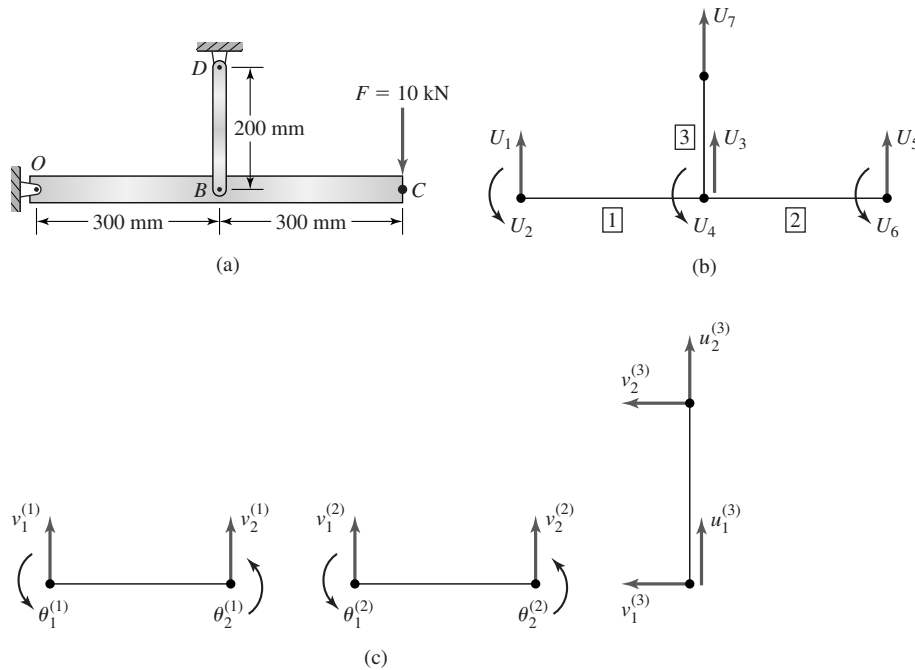 D
F = 10 kN
200 mm
O
B
C
300 mm
300 mm
(a)
U₇
U₁
3
U₃
U₅
U₂
1
U₄
2
U₆
(b)
u₂⁽³⁾
v₂⁽³⁾
v₁⁽¹⁾
v₂⁽¹⁾
v₁⁽²⁾
v₂⁽²⁾
u₁⁽³⁾
θ₁⁽¹⁾
θ₂⁽¹⁾
θ₁⁽²⁾
θ₂⁽²⁾
v₁⁽³⁾
(c)